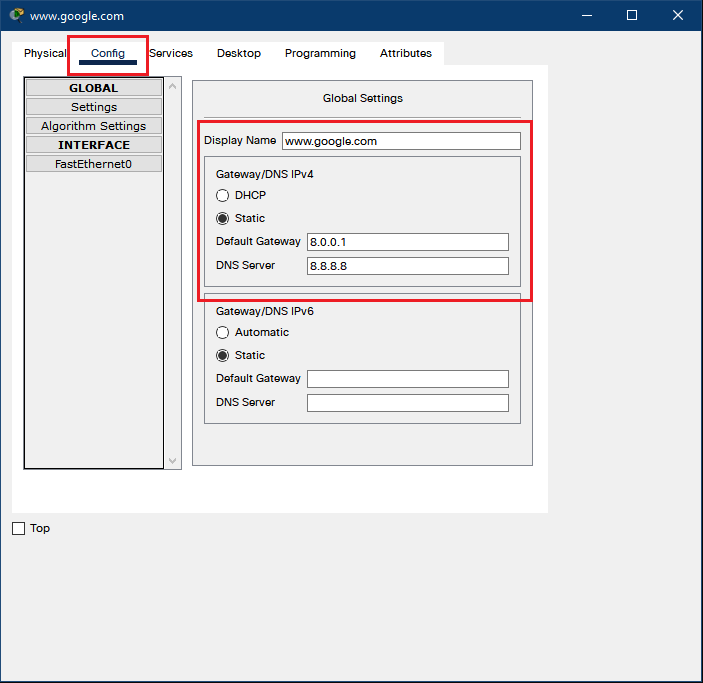 www.google.com
Physical Config Services Desktop Programming Attributes
GLOBAL
Settings
Algorithm Settings
INTERFACE
FastEthernet0
Global Settings
Display Name www.google.com
Gateway/DNS IPv4
DHCP
Static
Default Gateway 8.0.0.1
DNS Server 8.8.8.8
Gateway/DNS IPv6
Automatic
Static
Default Gateway
DNS Server
Top